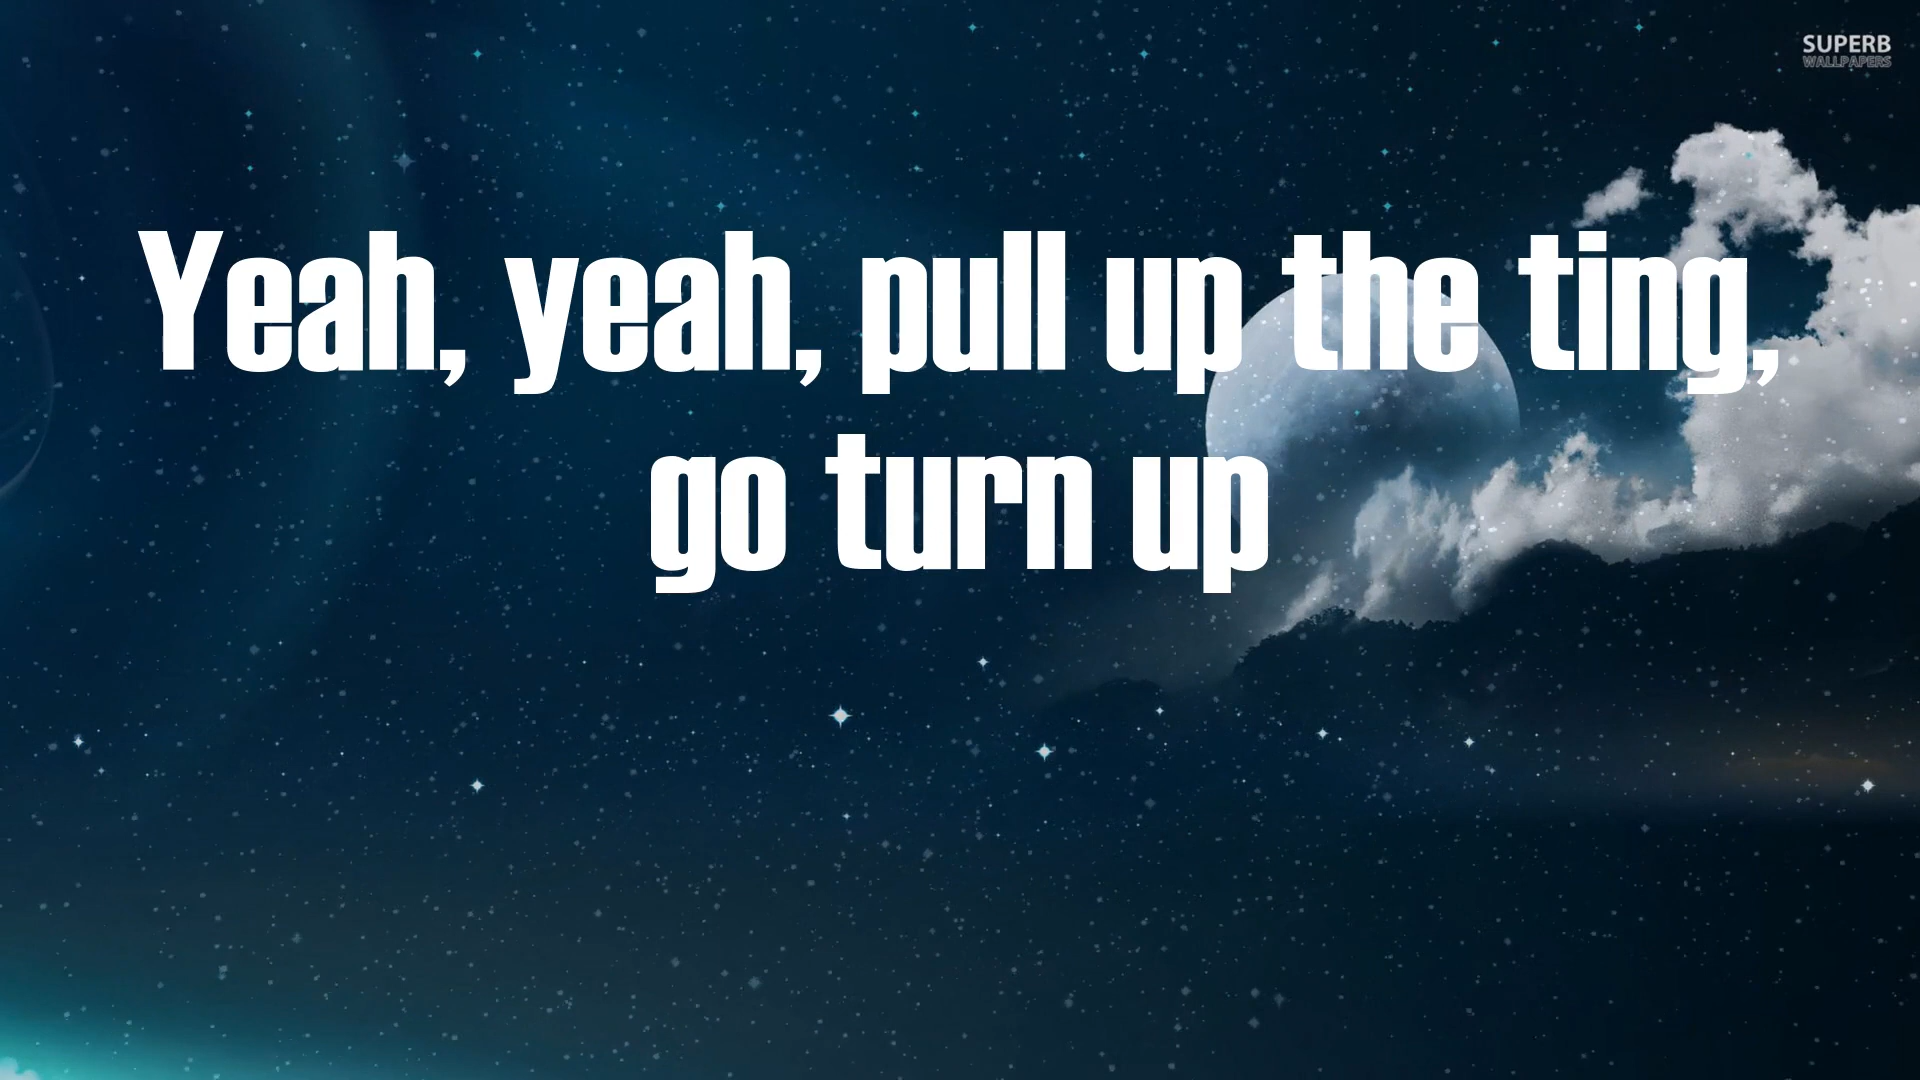 SUPERB
WALLPAPERS
Yeah, yeah, pull up the ting,
go turn up